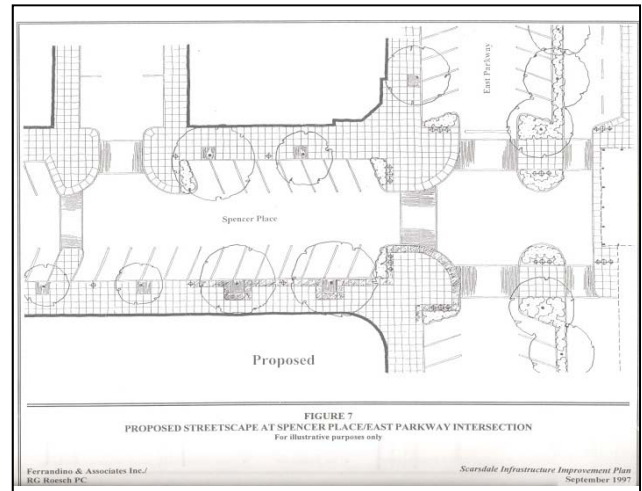 East Parkway
Spencer Place
Proposed
FIGURE 7
PROPOSED STREETSCAPE AT SPENCER PLACE/EAST PARKWAY INTERSECTION
For illustrative purposes only
Ferrandino & Associates Inc./
RG Roesch PC
Scarsdale Infrastructure Improvement Plan
September 1997